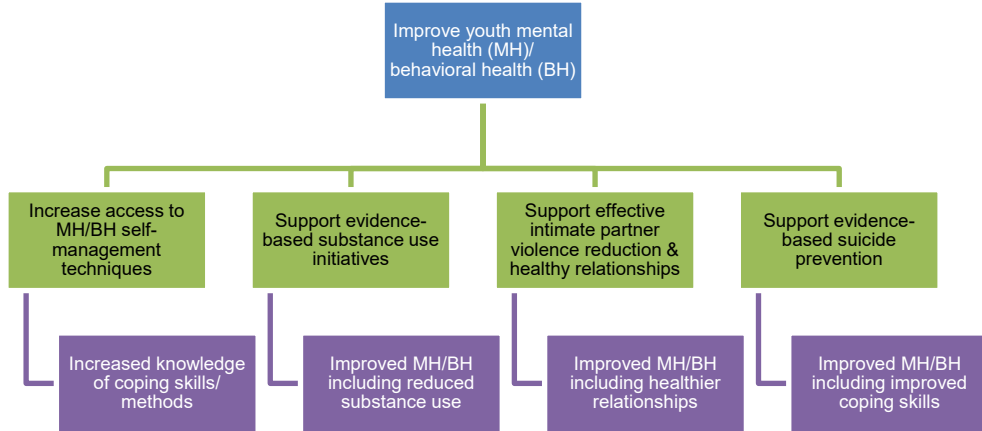 Improve youth mental
health (MH)/
behavioral health (BH)
Increase access to
MH/BH self-
management
techniques
Support evidence-
based substance use
initiatives
Support effective
intimate partner
violence reduction &
healthy relationships
Support evidence-
based suicide
prevention
Increased knowledge
of coping skills/
methods
Improved MH/BH
including reduced
substance use
Improved MH/BH
including healthier
relationships
Improved MH/BH
including improved
coping skills